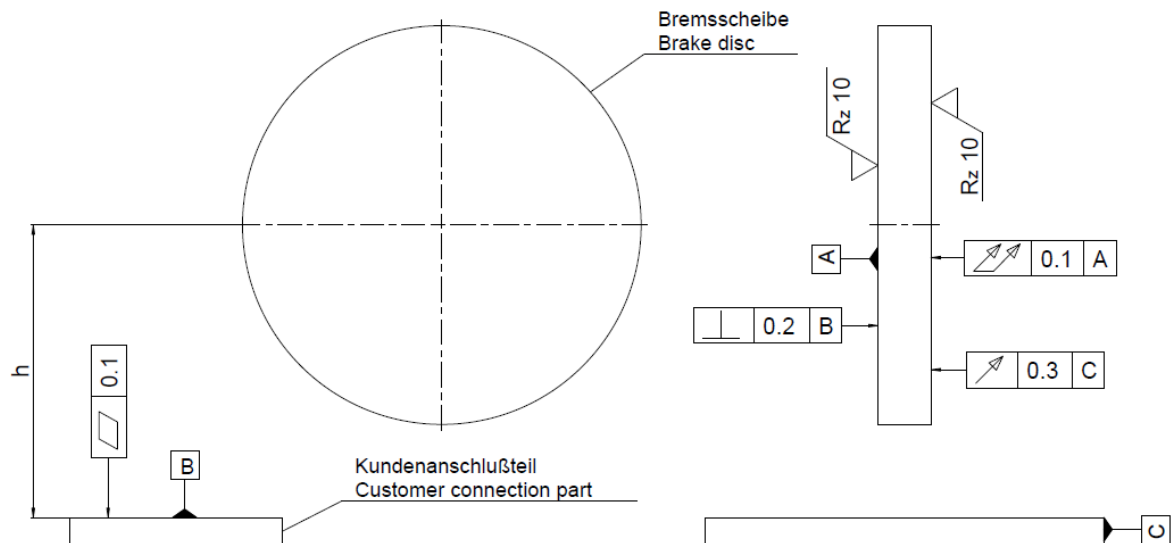 Bremsscheibe
Brake disc
Rz 10
Rz 10
A
0.1 A
0.2 B
0.3 C
h
0.1
B
Kundenanschlußteil
Customer connection part
C